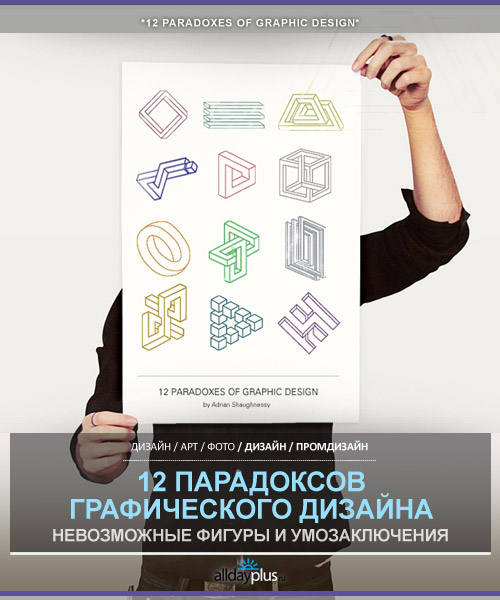 *12 PARADOXES OF GRAPHIC DESIGN*
12 PARADOXES OF GRAPHIC DESIGN
by Adrian Shaughnessy
ДИЗАЙН / АРТ / ФОТО / ДИЗАЙН / ПРОМДИЗАЙН
12 ПАРАДОКСОВ
ГРАФИЧЕСКОГО ДИЗАЙНА
НЕВОЗМОЖНЫЕ ФИГУРЫ И УМОЗАКЛЮЧЕНИЯ
alldayplus